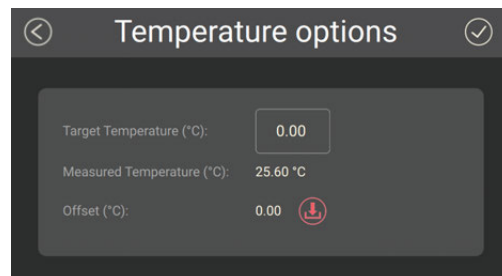 Temperature options
Target Temperature (°C): 0.00
Measured Temperature (°C): 25.60 °C
Offset (°C): 0.00